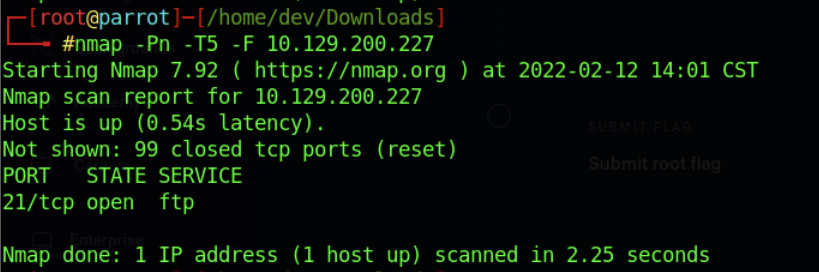 [root@parrot]─[/home/dev/Downloads]
#nmap -Pn -T5 -F 10.129.200.227
Starting Nmap 7.92 ( https://nmap.org ) at 2022-02-12 14:01 CST
Nmap scan report for 10.129.200.227
Host is up (0.54s latency).
Not shown: 99 closed tcp ports (reset)
PORT   STATE SERVICE
21/tcp open  ftp
Nmap done: 1 IP address (1 host up) scanned in 2.25 seconds
SUBMIT FLAG
Submit root flag
Enterprise